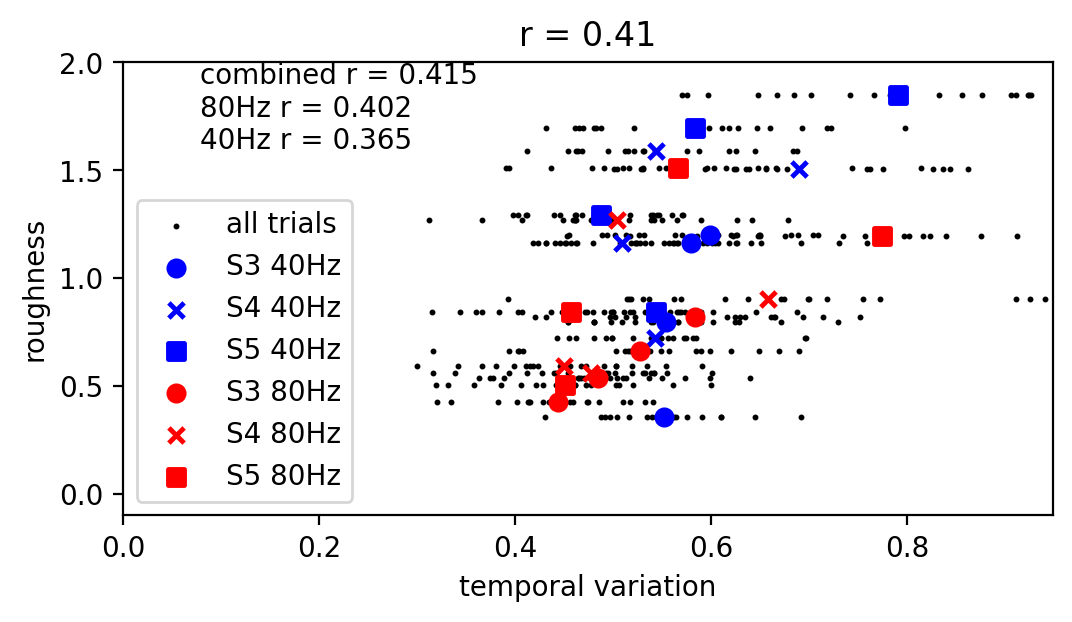 r = 0.41
combined r = 0.415
80Hz r = 0.402
40Hz r = 0.365
all trials
S3 40Hz
S4 40Hz
S5 40Hz
S3 80Hz
S4 80Hz
S5 80Hz
roughness
2.0
1.5
1.0
0.5
0.0
0.0 0.2 0.4 0.6 0.8
temporal variation